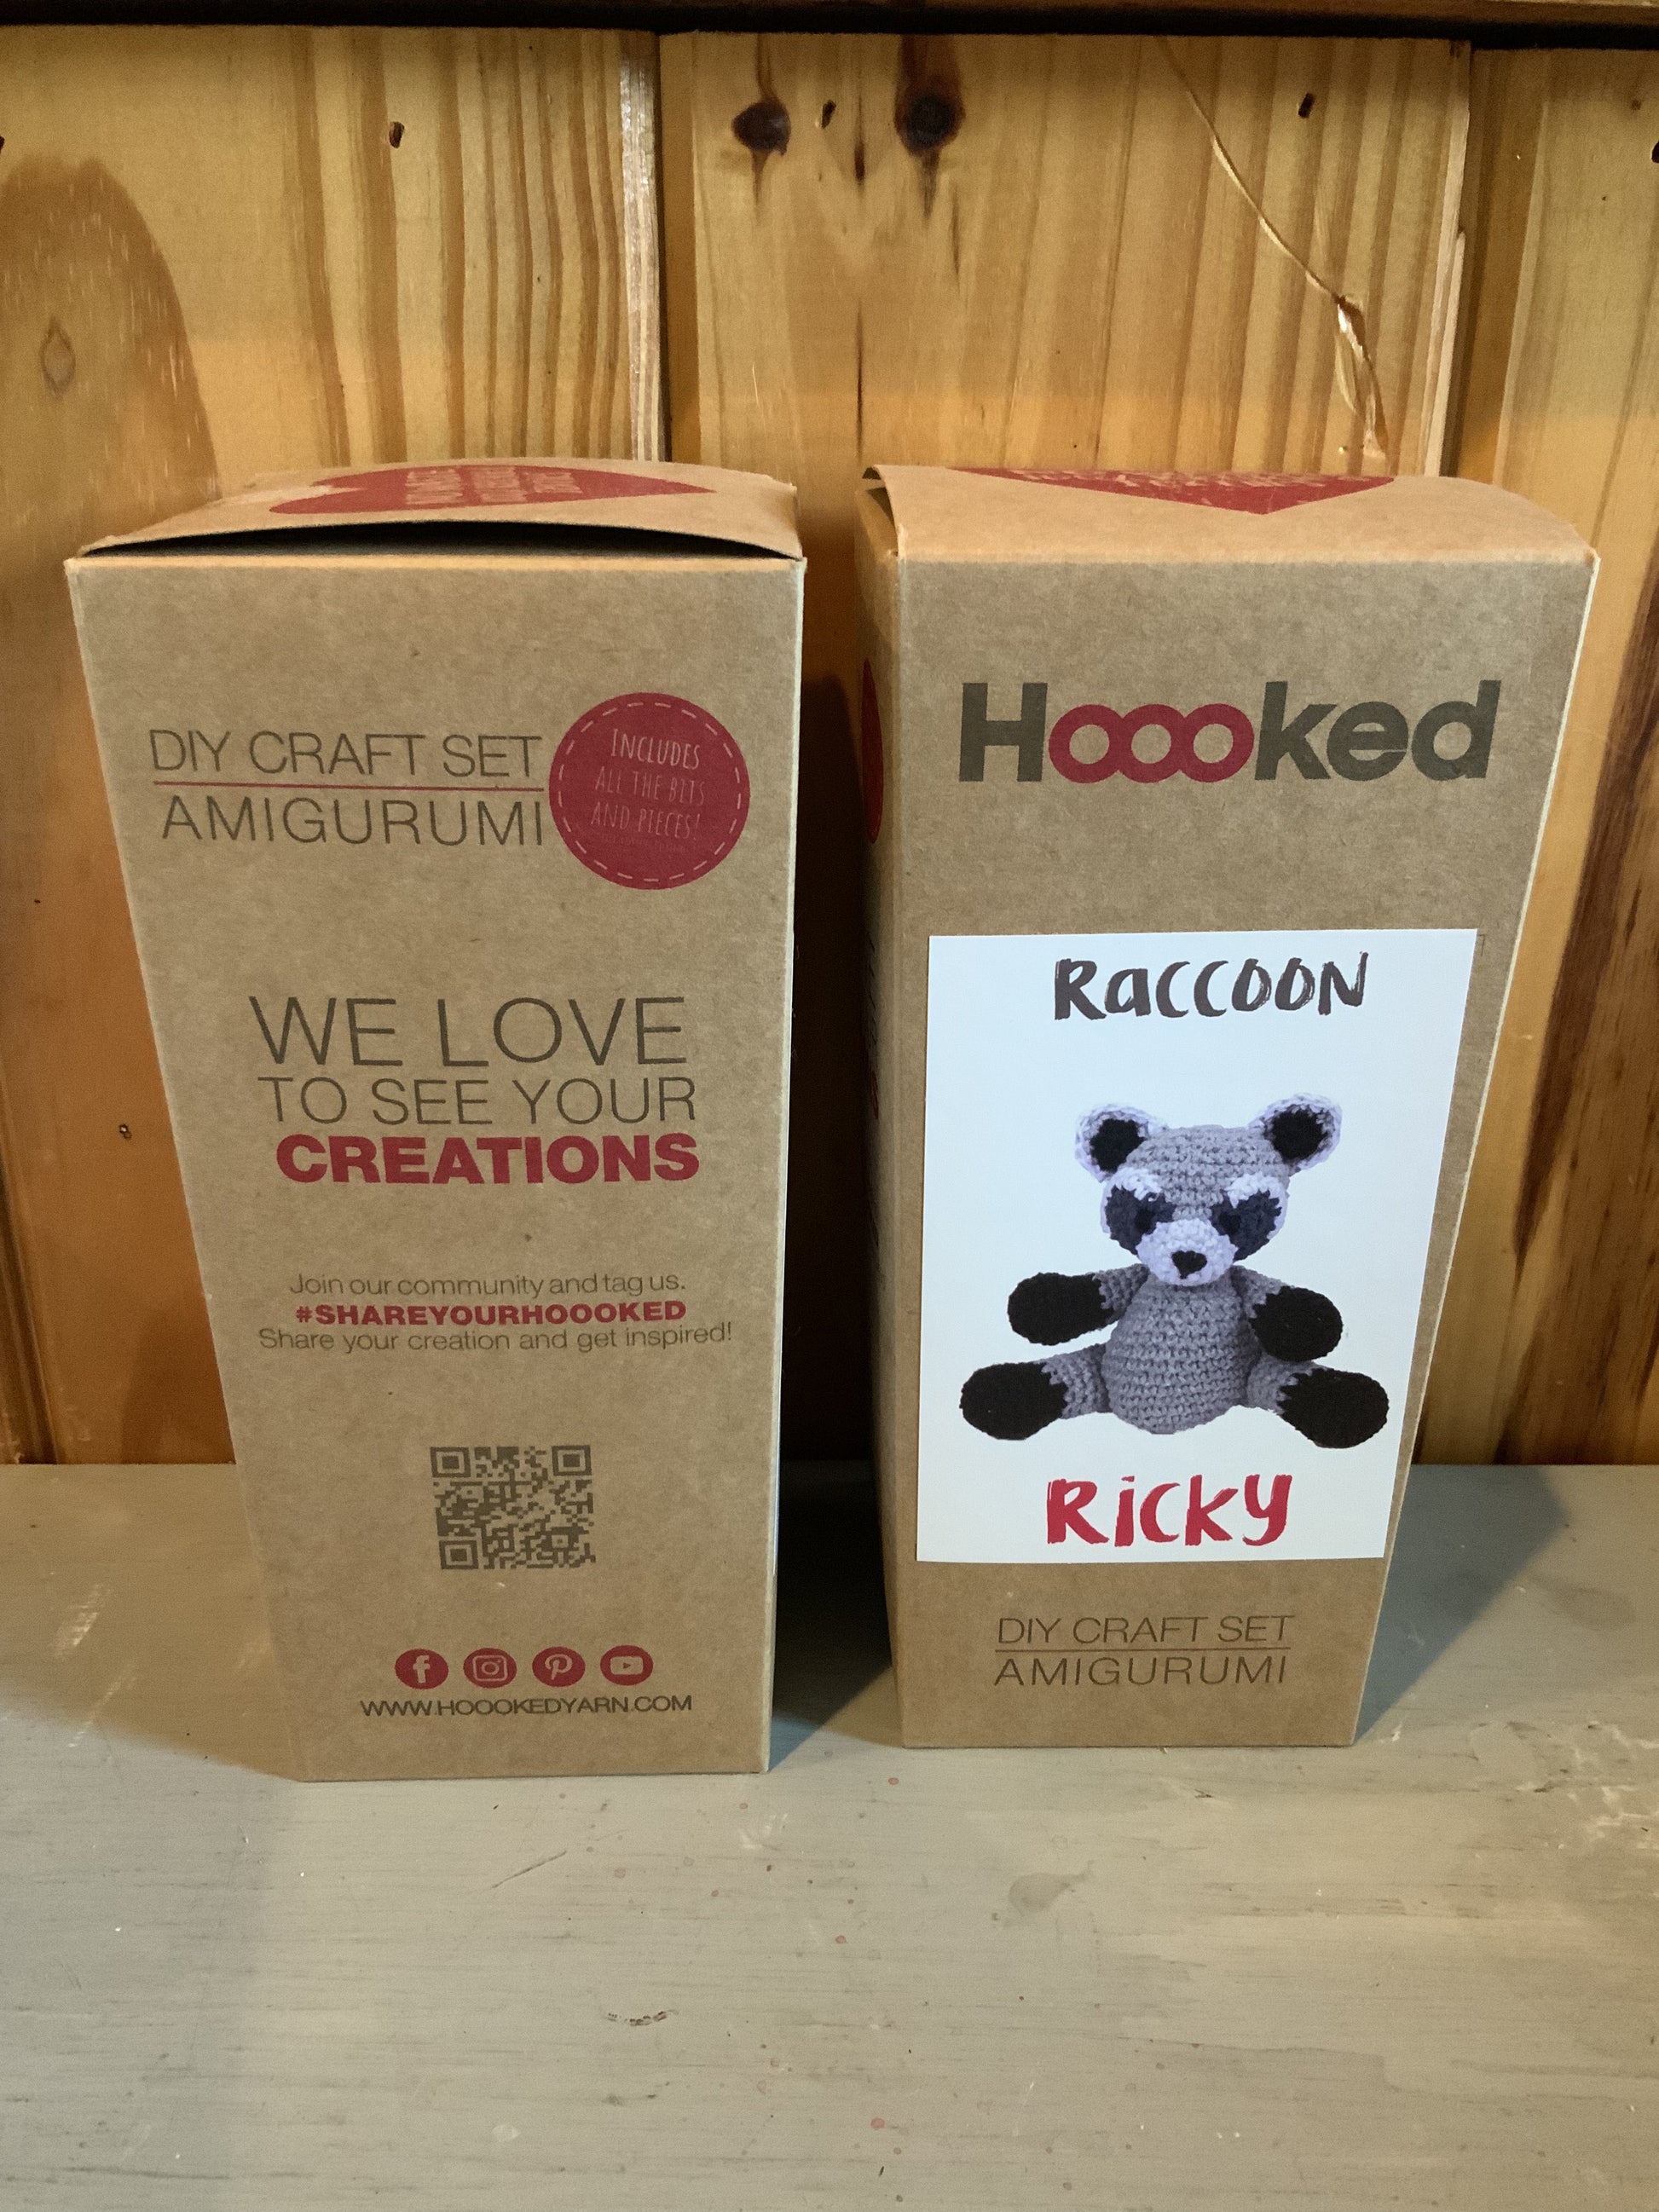 DIY CRAFT SET
AMIGURUMI
INCLUDES
ALL THE BITS
AND PIECES!
WE LOVE
TO SEE YOUR
CREATIONS
Join our community and tag us.
#SHAREYOURHOOOKED
Share your creation and get inspired!
WWW.HOOOKEDYARN.COM
Hoooked
RACCOON
RICKY
DIY CRAFT SET
AMIGURUMI